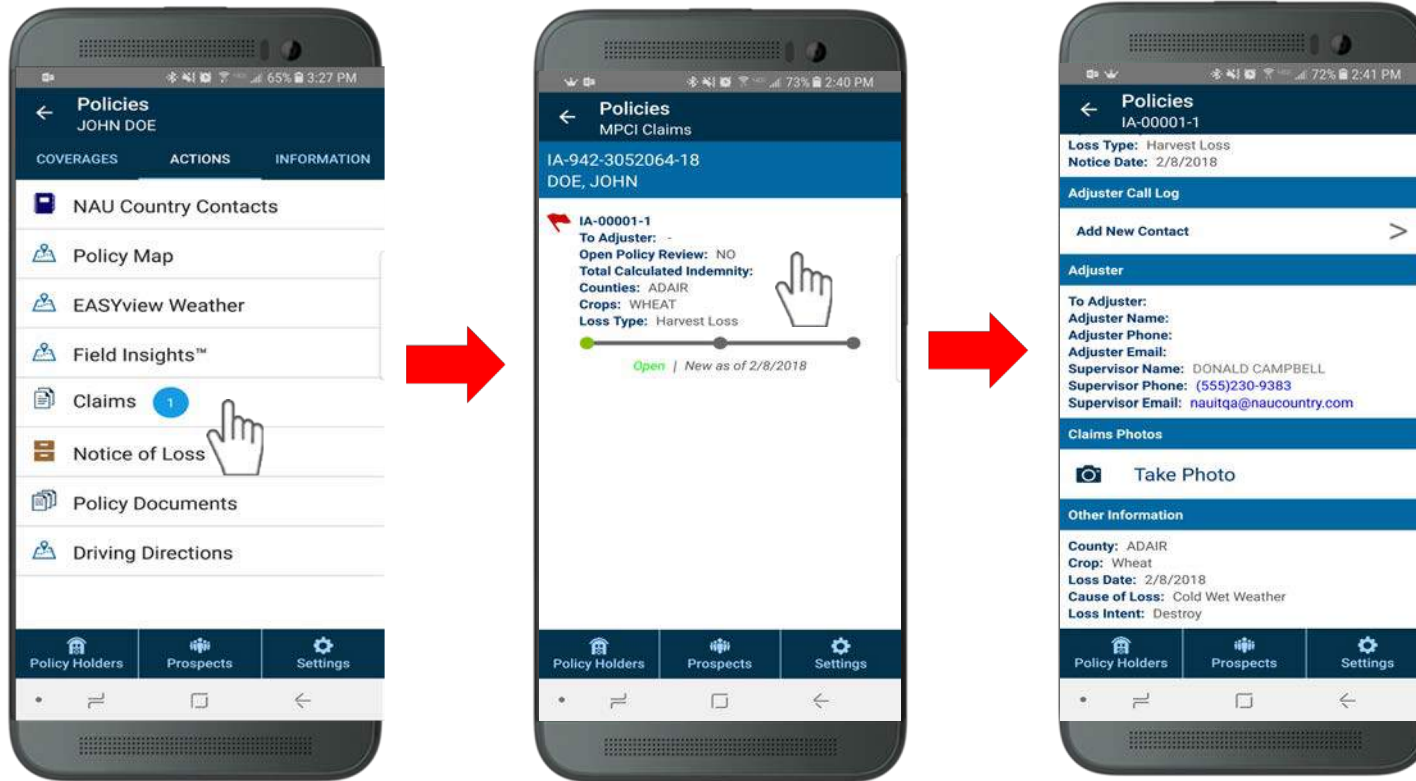 65% 3:27 PM
Policies
JOHN DOE
COVERAGES ACTIONS INFORMATION
NAU Country Contacts
Policy Map
EASYview Weather
Field Insights™
Claims 1
Notice of Loss
Policy Documents
Driving Directions
Policy Holders Prospects Settings
73% 2:40 PM
Policies
MPCI Claims
IA-942-3052064-18
DOE, JOHN
IA-00001-1
To Adjuster: -
Open Policy Review: NO
Total Calculated Indemnity:
Counties: ADAIR
Crops: WHEAT
Loss Type: Harvest Loss
Open | New as of 2/8/2018
Policy Holders Prospects Settings
72% 2:41 PM
Policies
IA-00001-1
Loss Type: Harvest Loss
Notice Date: 2/8/2018
Adjuster Call Log
Add New Contact >
Adjuster
To Adjuster:
Adjuster Name:
Adjuster Phone:
Adjuster Email:
Supervisor Name: DONALD CAMPBELL
Supervisor Phone: (555)230-9383
Supervisor Email: nauitqa@naucountry.com
Claims Photos
Take Photo
Other Information
County: ADAIR
Crop: Wheat
Loss Date: 2/8/2018
Cause of Loss: Cold Wet Weather
Loss Intent: Destroy
Policy Holders Prospects Settings